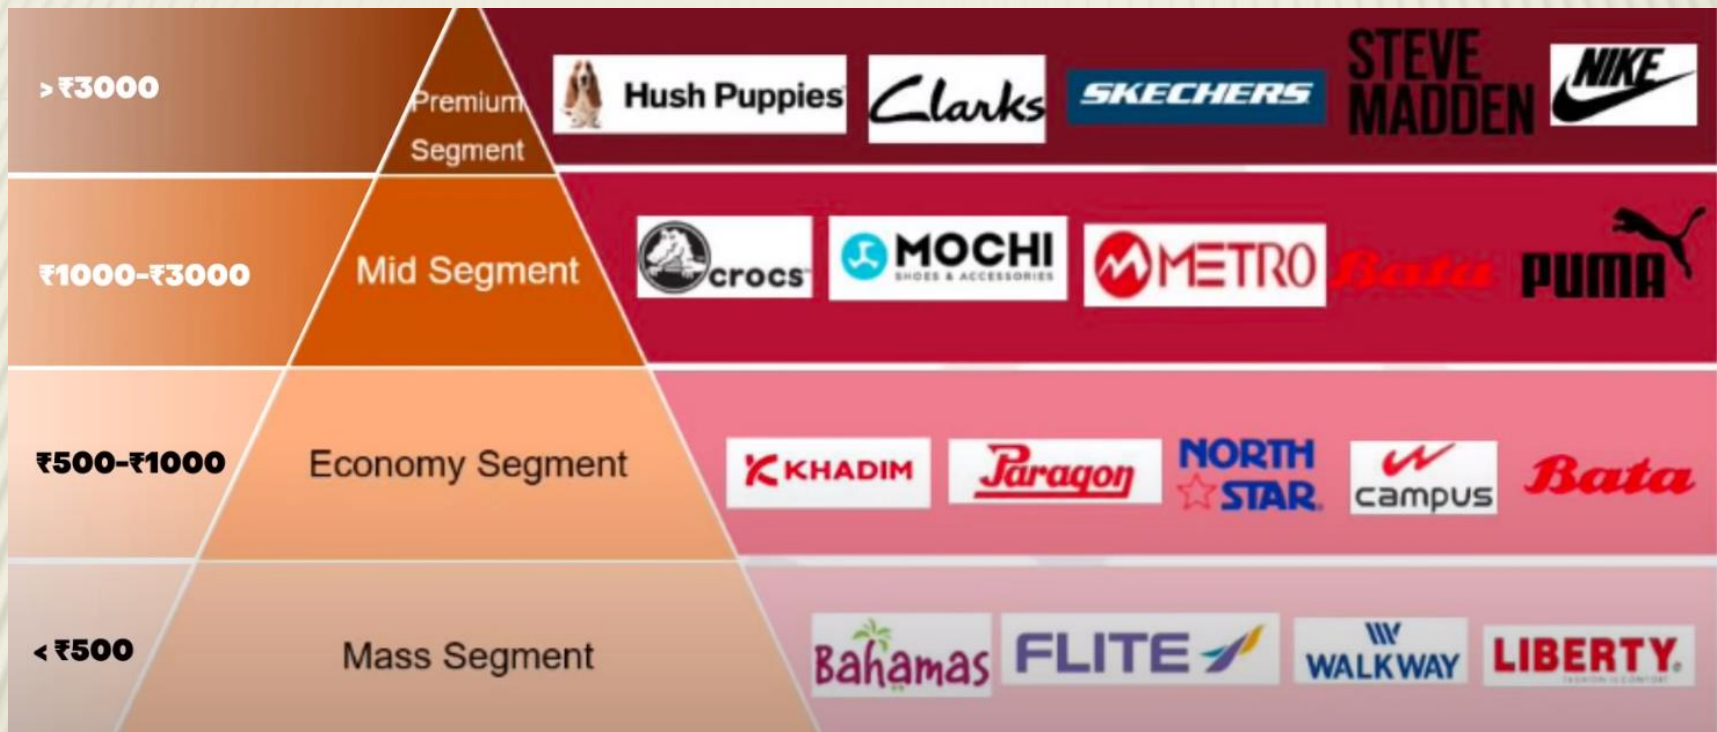 > ₹3000
Premium
Segment
Hush Puppies
Clarks
SKECHERS
STEVE
MADDEN
NIKE
₹1000-₹3000
Mid Segment
crocs™
MOCHI
SHOES & ACCESSORIES
METRO
Bata
PUMA
₹500-₹1000
Economy Segment
KHADIM
Paragon
NORTH
STAR
campus
Bata
< ₹500
Mass Segment
Bahamas
FLITE
WALKWAY
LIBERTY®